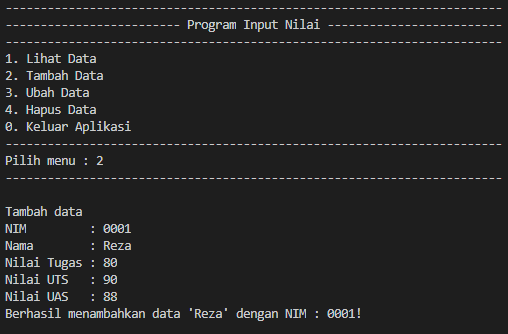 -----------------------------------------------------------------------
------------------------- Program Input Nilai -------------------------
-----------------------------------------------------------------------
1. Lihat Data
2. Tambah Data
3. Ubah Data
4. Hapus Data
0. Keluar Aplikasi
-----------------------------------------------------------------------
Pilih menu : 2
-----------------------------------------------------------------------
Tambah data
NIM         : 0001
Nama        : Reza
Nilai Tugas : 80
Nilai UTS   : 90
Nilai UAS   : 88
Berhasil menambahkan data 'Reza' dengan NIM : 0001!